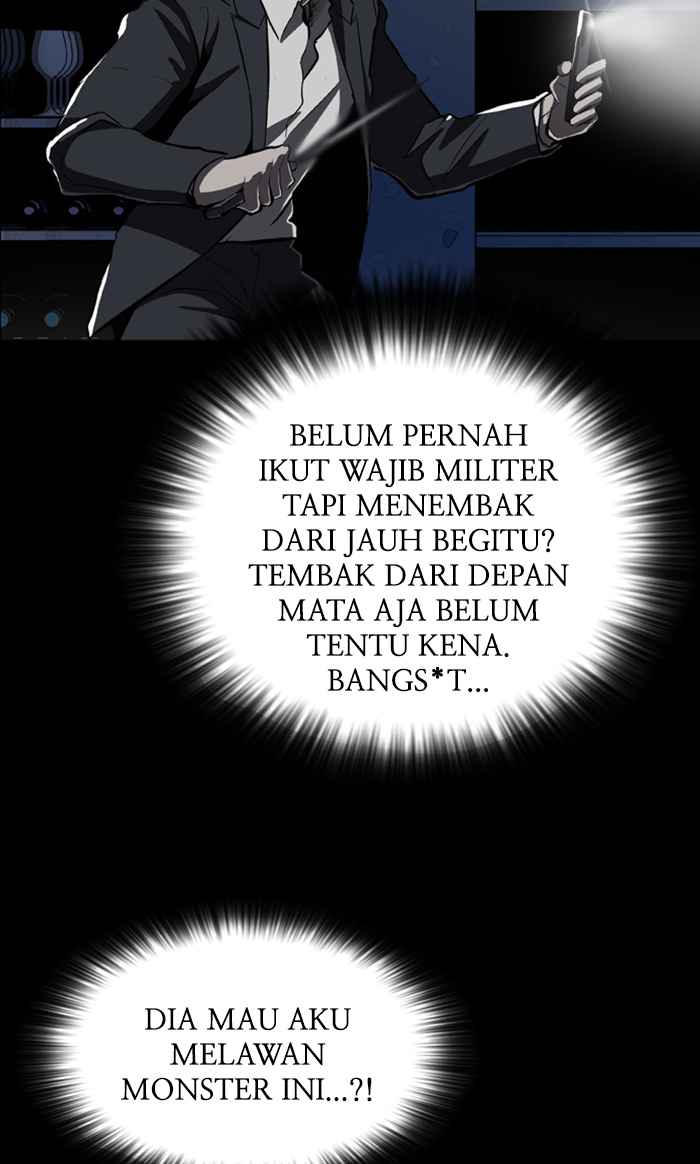 BELUM PERNAH
IKUT WAJIB MILITER
TAPI MENEMBAK
DARI JAUH BEGITU?
TEMBAK DARI DEPAN
MATA AJA BELUM
TENTU KENA.
BANGS*T...
DIA MAU AKU
MELAWAN
MONSTER INI...?!